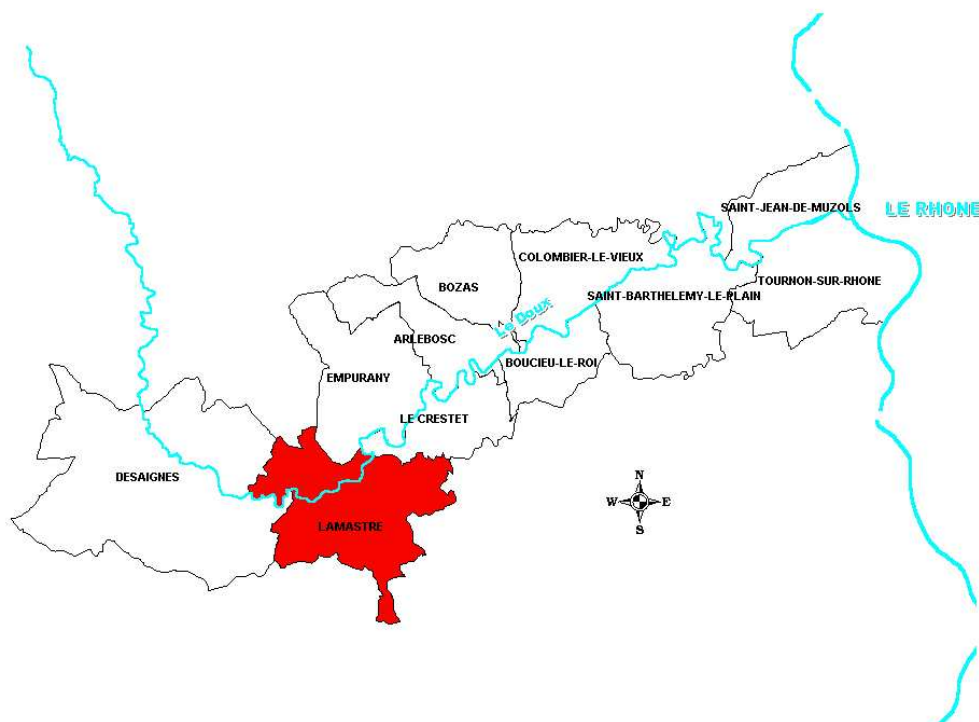 SAINT-JEAN-DE-MUZOLS
LE RHONE
COLOMBIER-LE-VIEUX
TOURNON-SUR-RHONE
BOZAS
SAINT-BARTHELEMY-LE-PLAIN
Le Doux
ARLEBOSC
BOUCIEU-LE-ROI
EMPURANY
LE CRESTET
DESAIGNES
LAMASTRE
N
W E
S